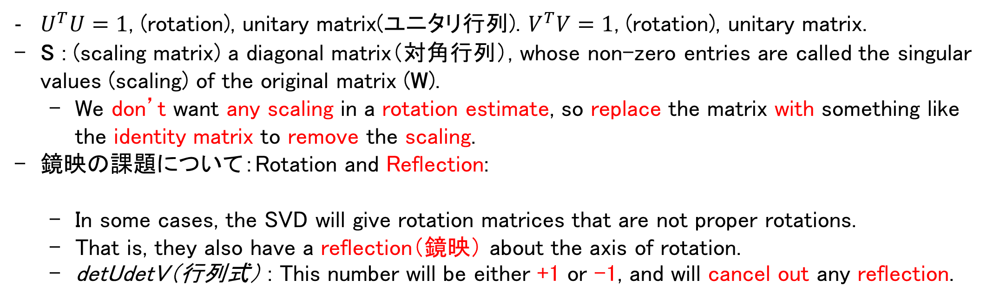 - U^T U = 1, (rotation), unitary matrix(ユニタリ行列). V^T V = 1, (rotation), unitary matrix.
– S : (scaling matrix) a diagonal matrix(対角行列), whose non-zero entries are called the singular
values (scaling) of the original matrix (W).
– We don't want any scaling in a rotation estimate, so replace the matrix with something like
the identity matrix to remove the scaling.
– 鏡映の課題について：Rotation and Reflection:
– In some cases, the SVD will give rotation matrices that are not proper rotations.
– That is, they also have a reflection(鏡映) about the axis of rotation.
– detUdetV(行列式) : This number will be either +1 or −1, and will cancel out any reflection.